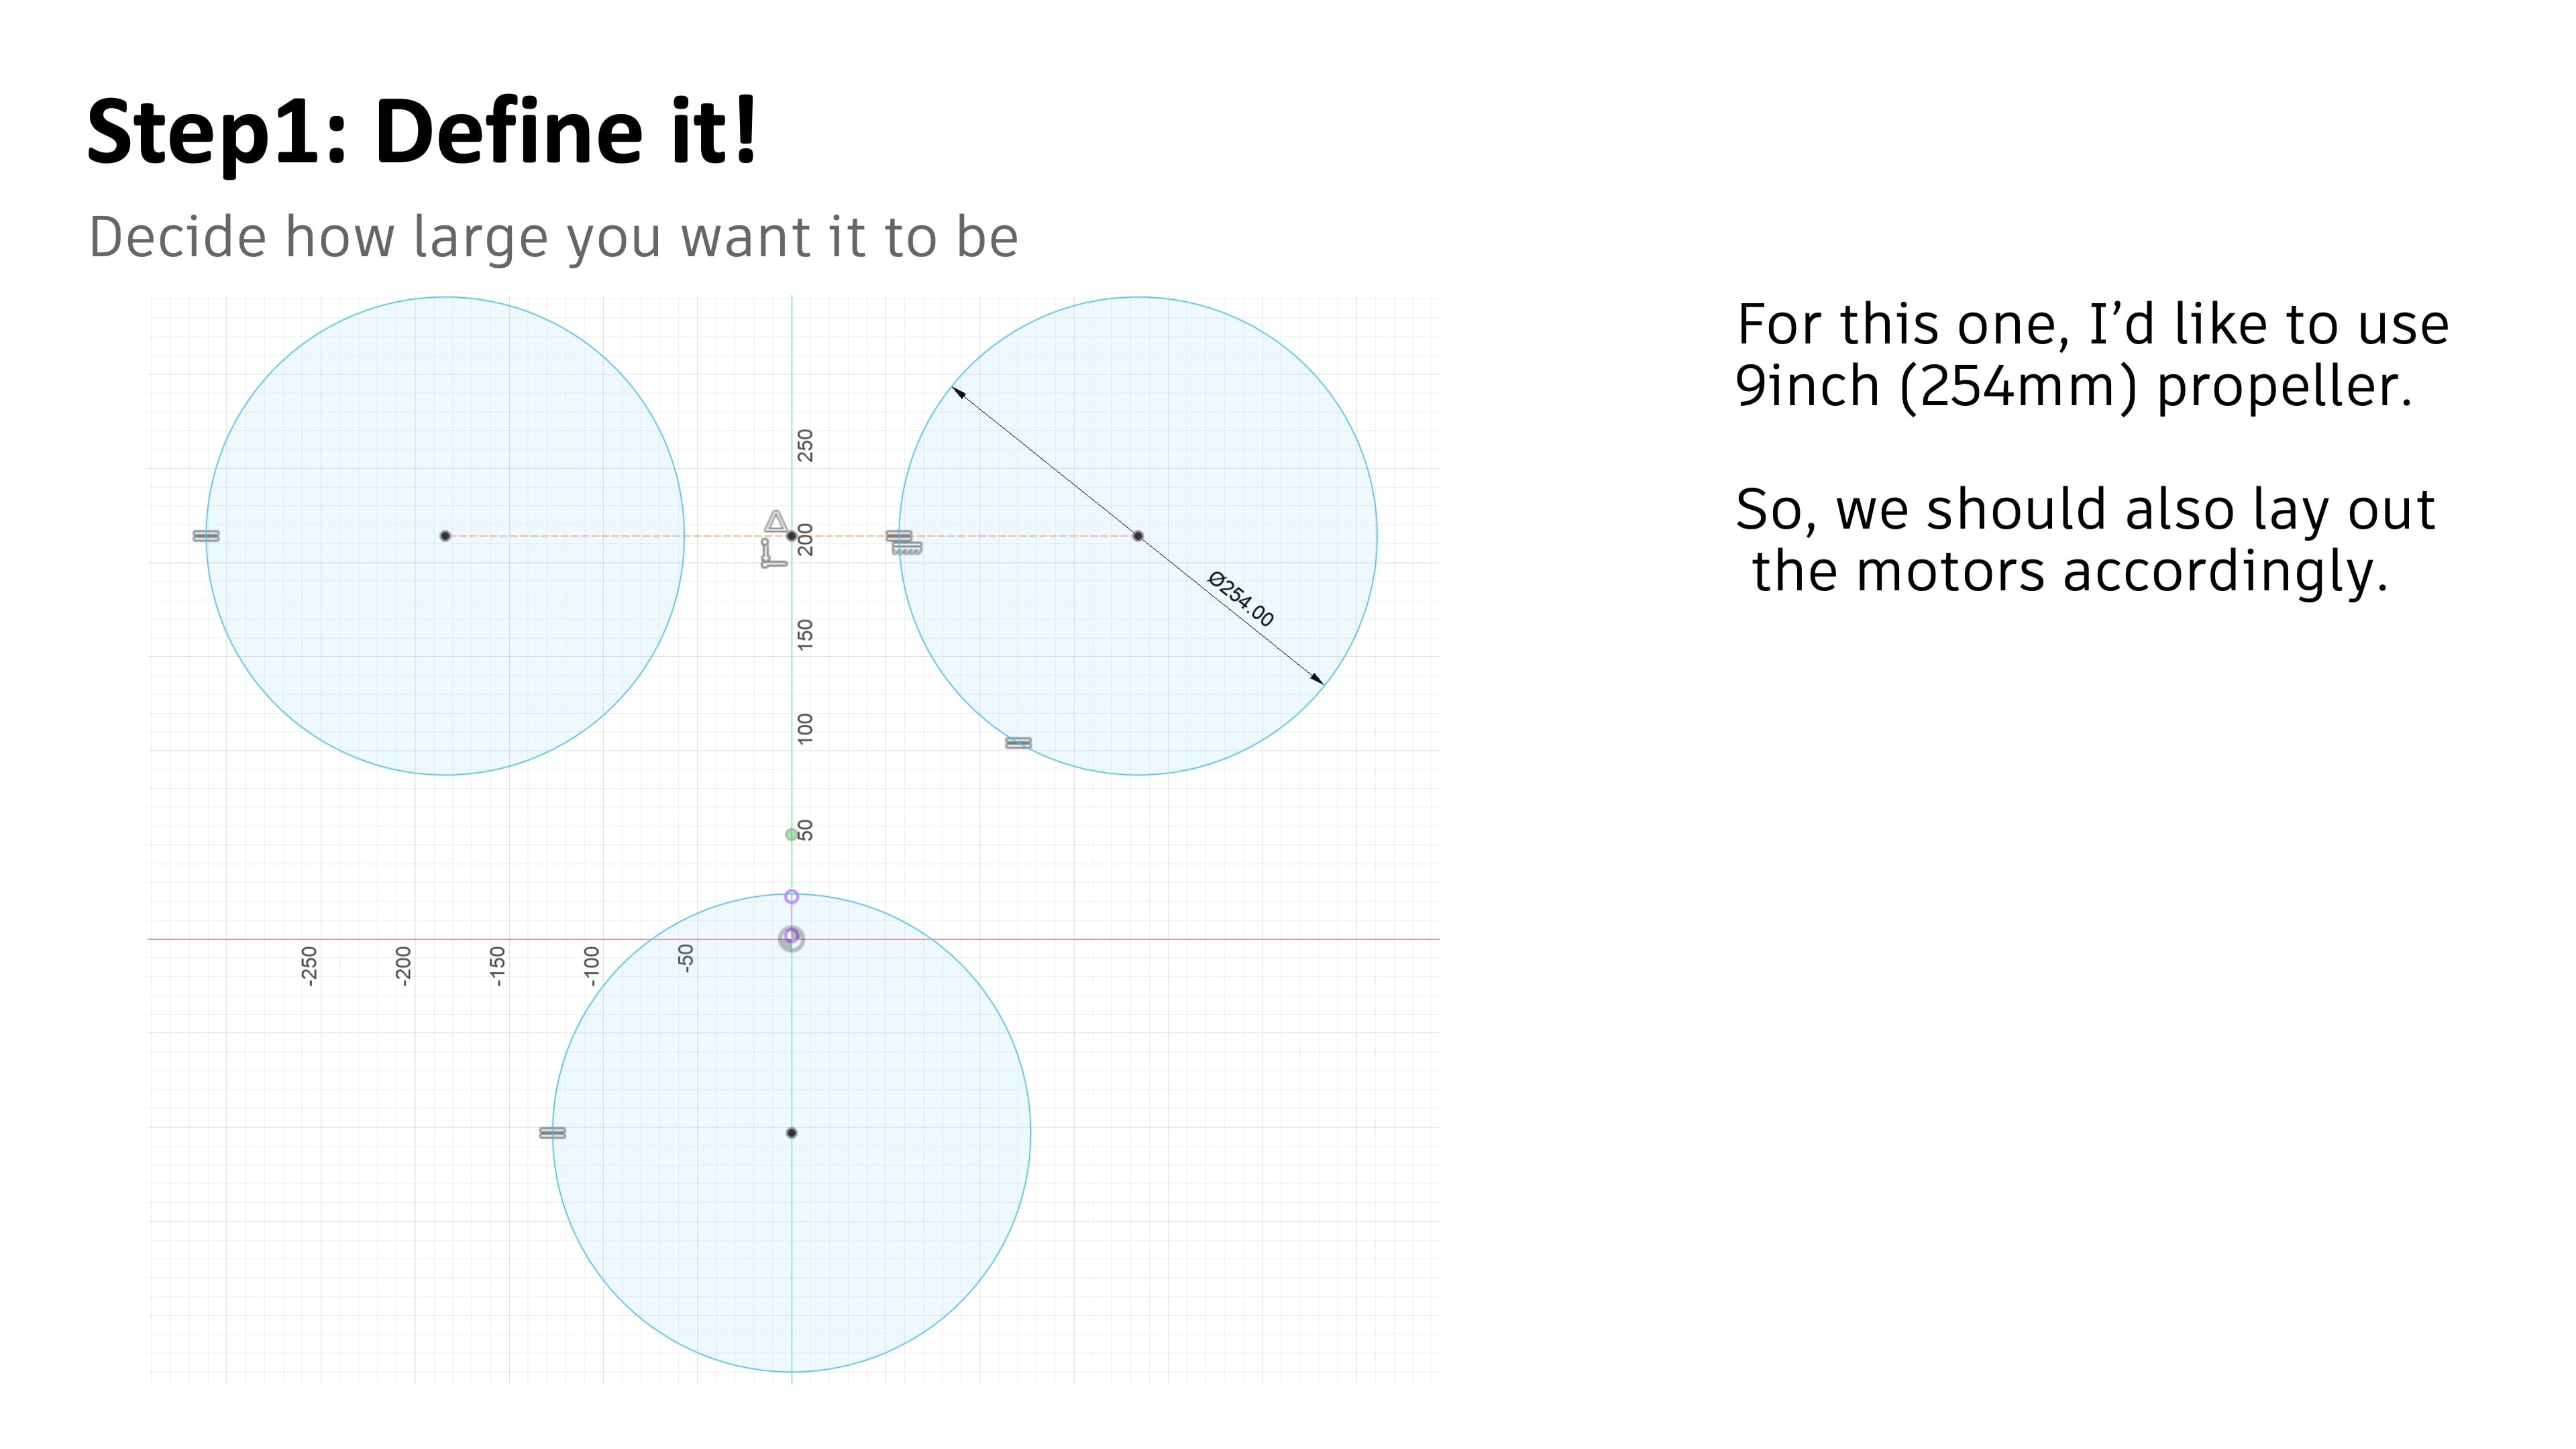 Step1: Define it!
Decide how large you want it to be
For this one, I’d like to use
9inch (254mm) propeller.
So, we should also lay out
the motors accordingly.
250
200
150
100
50
Ø254.00
-250
-200
-150
-100
-50